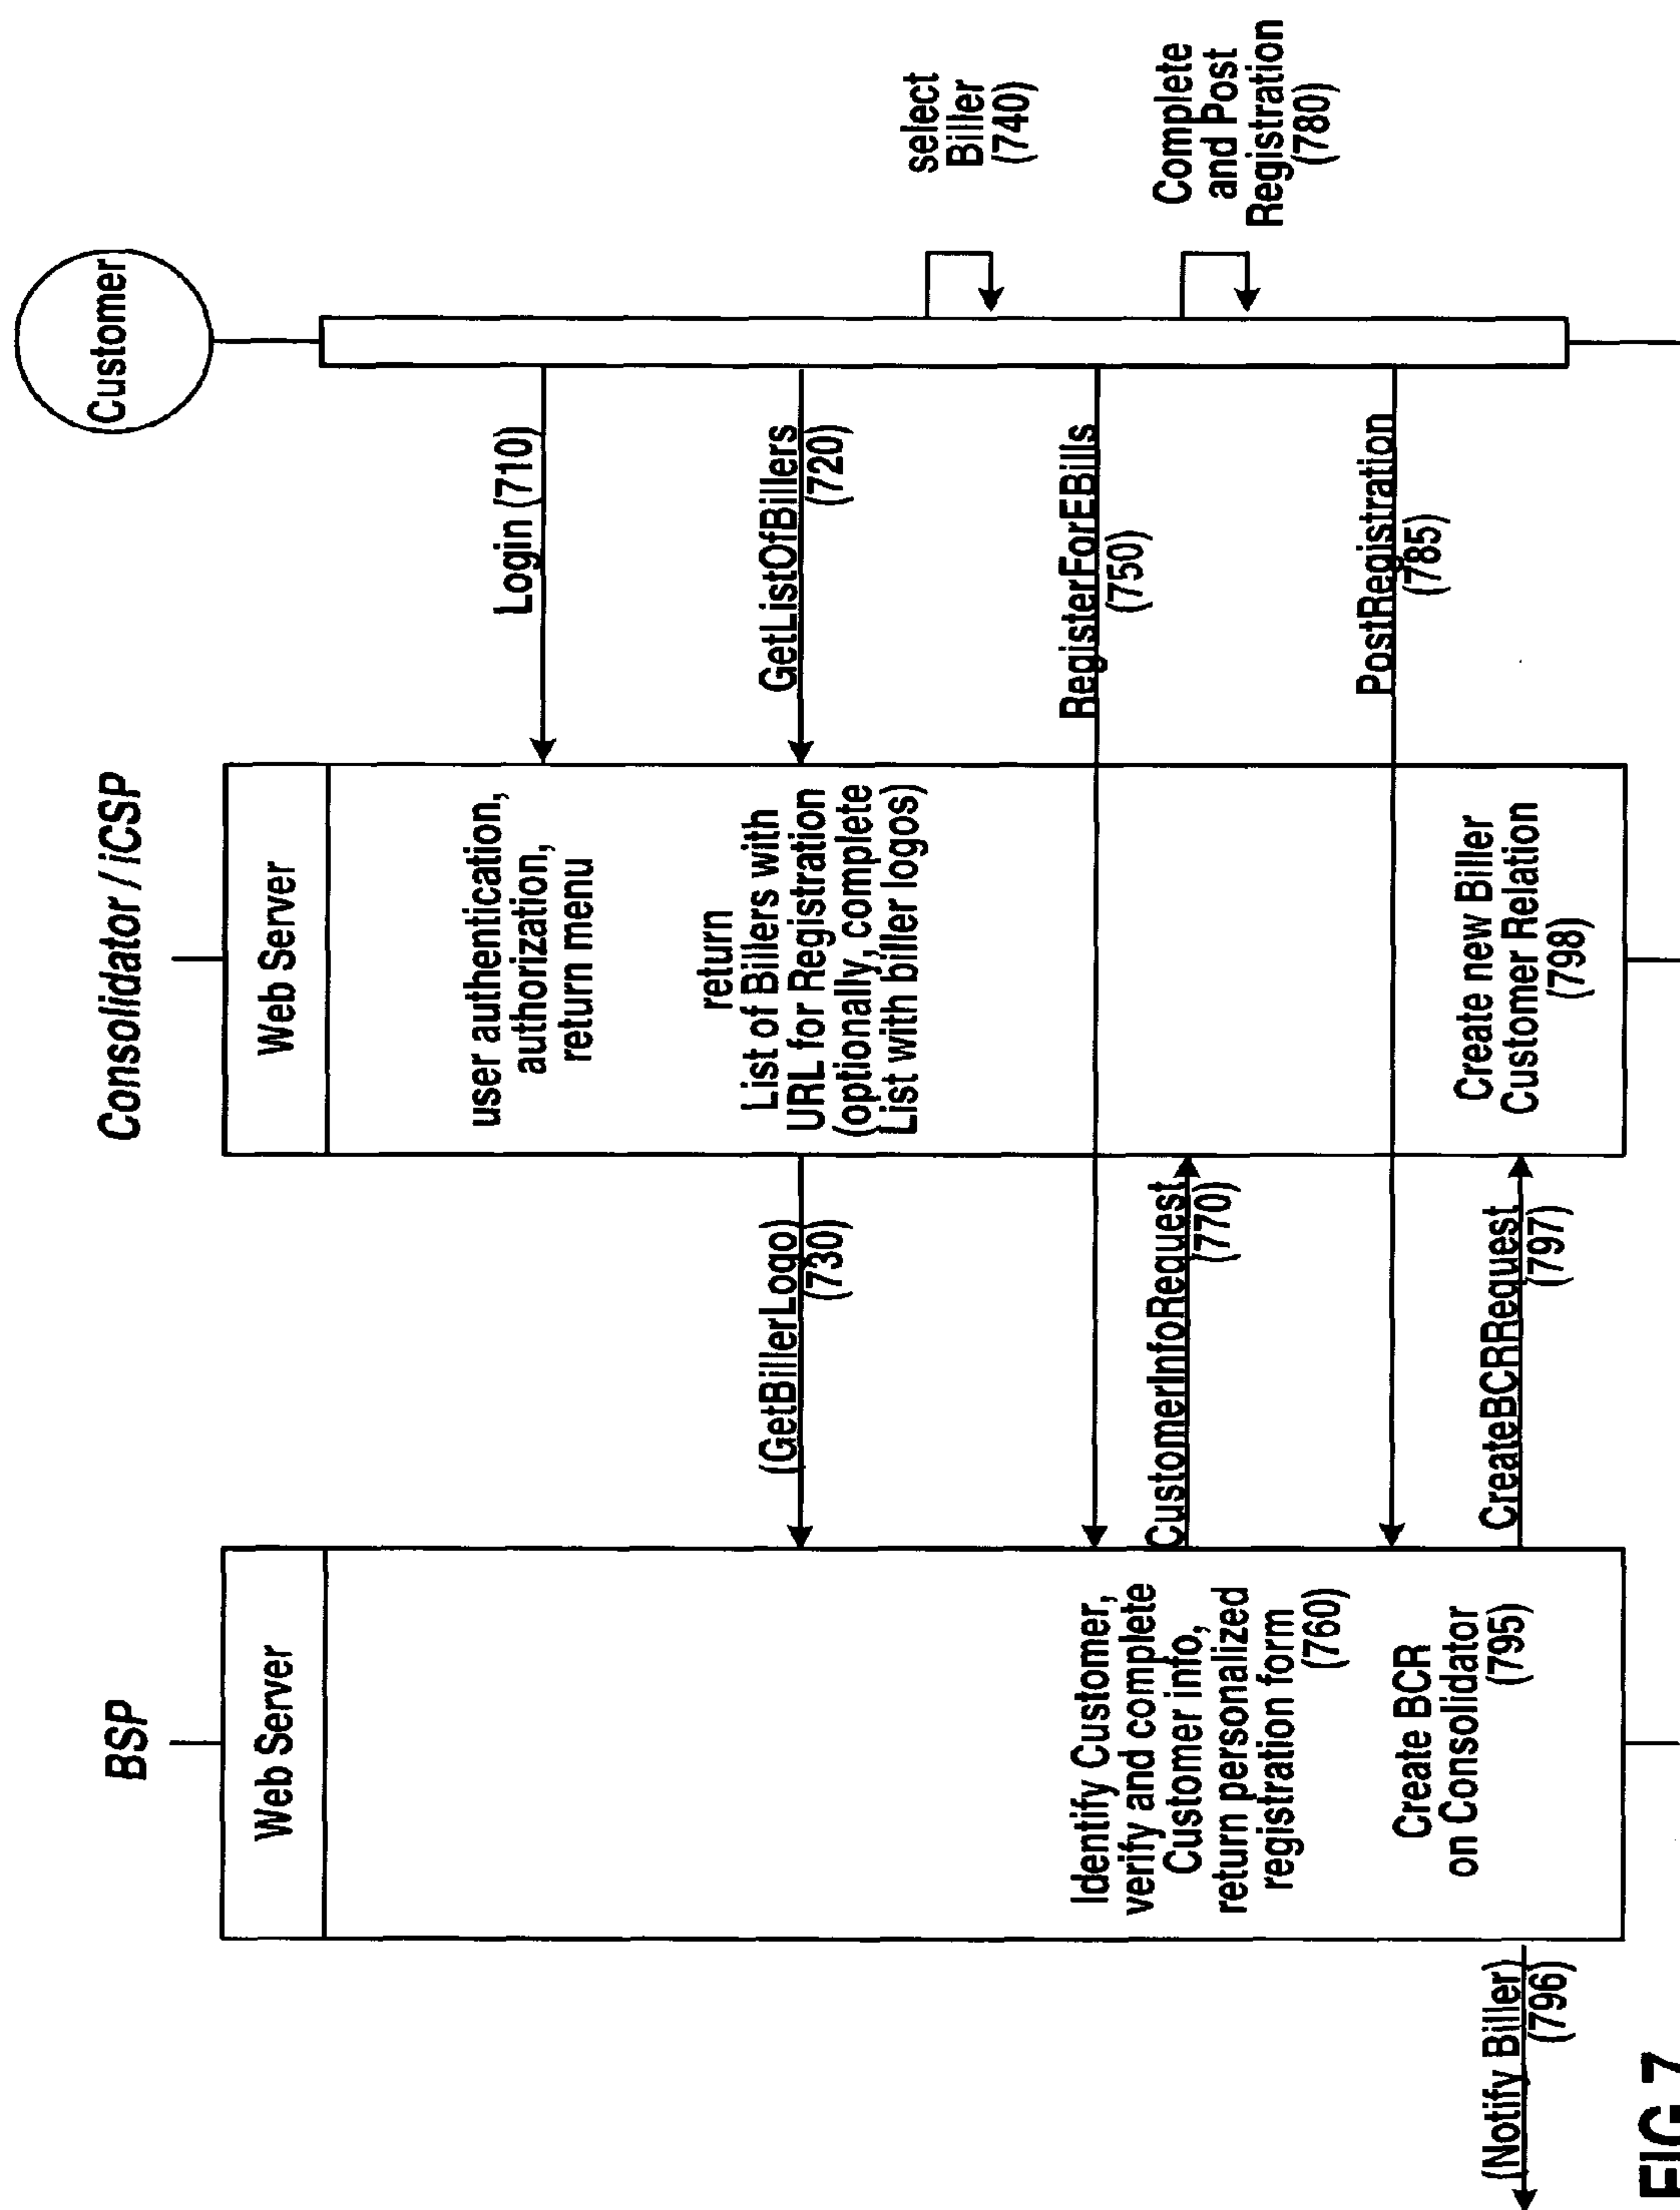 BSP
Consolidator / iCSP
Customer
Web Server
Web Server
Login (710)
user authentication,
authorization,
return menu
GetListOfBillers
(720)
return
List of Billers with
URL for Registration
(optionally, complete
List with biller logos)
(GetBillerLogo)
(730)
select
Biller
(740)
RegisterForEBills
(750)
Identify Customer,
verify and complete
Customer info,
return personalized
registration form
(760)
CustomerInfoRequest
(770)
Complete
and Post
Registration
(780)
PostRegistration
(785)
Create BCR
on Consolidator
(795)
(Notify Biller)
(796)
CreateBCRRequest
(797)
Create new Biller
Customer Relation
(798)
FIG 7